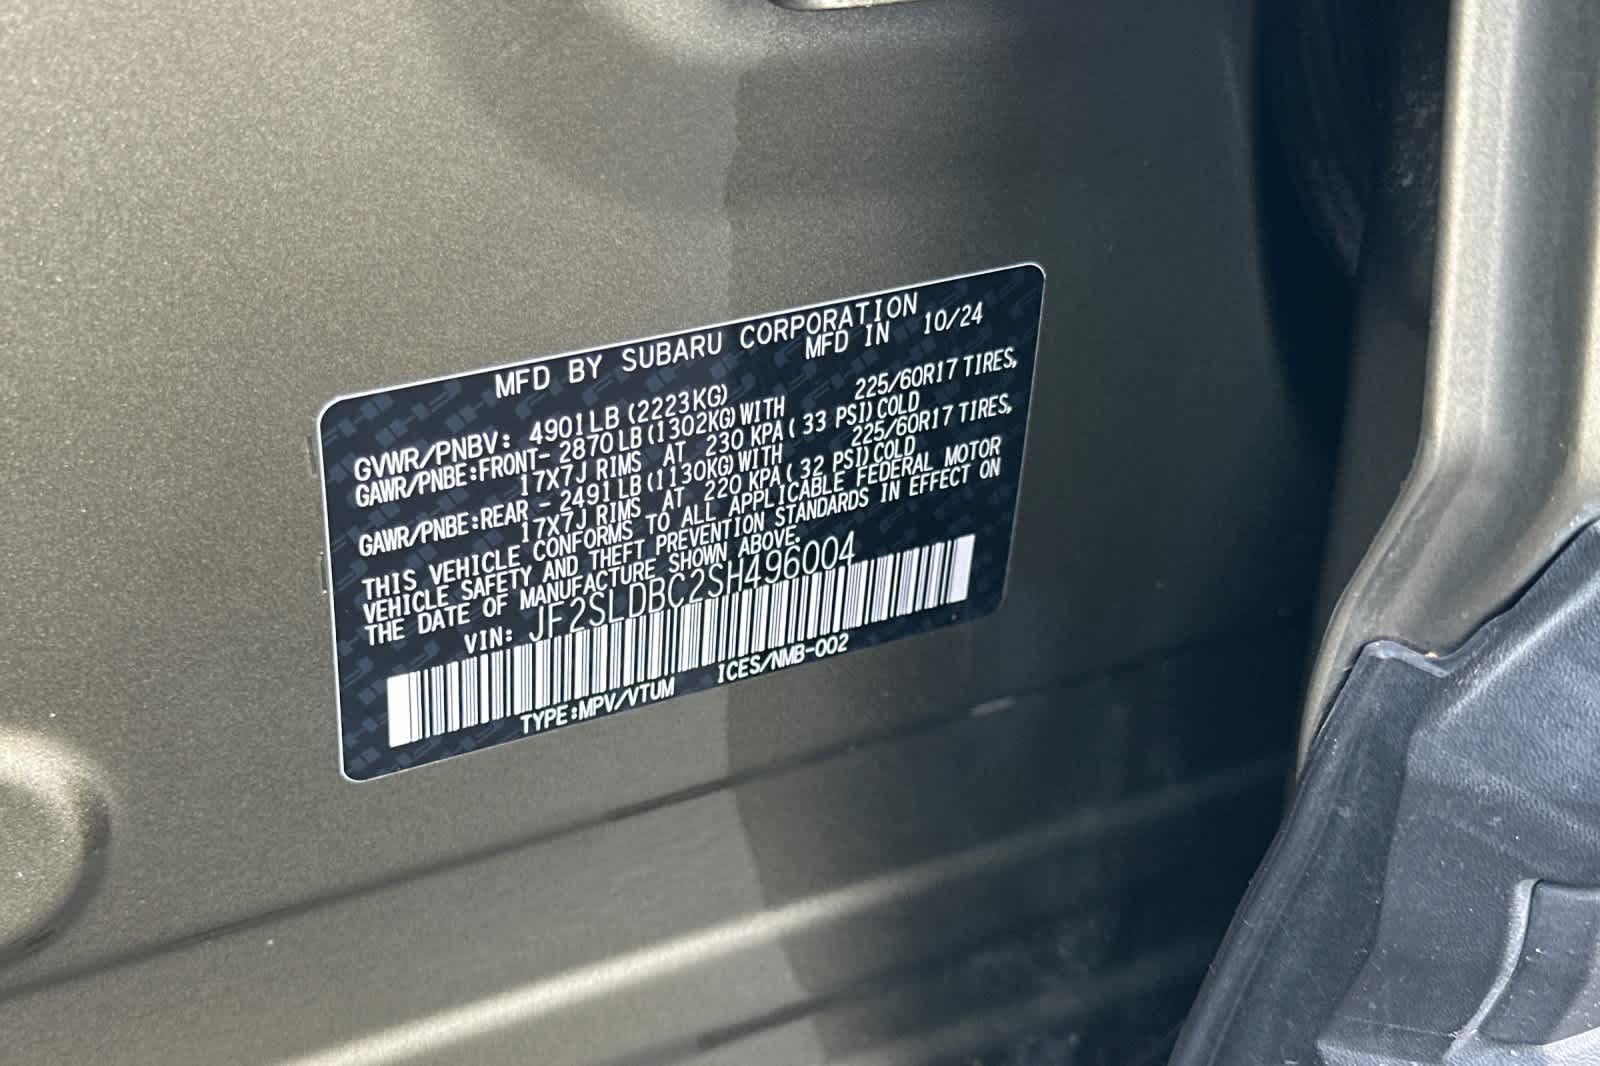 MFD BY SUBARU CORPORATION
MFD IN 10/24
GVWR/PNBV: 4901LB(2223KG)
GAWR/PNBE:FRONT- 2870LB(1302KG)WITH 225/60R17 TIRES,
17X7J RIMS AT 230 KPA( 33 PSI)COLD
GAWR/PNBE:REAR - 2491LB(1130KG)WITH 225/60R17 TIRES,
17X7J RIMS AT 220 KPA( 32 PSI)COLD
THIS VEHICLE CONFORMS TO ALL APPLICABLE FEDERAL MOTOR
VEHICLE SAFETY AND THEFT PREVENTION STANDARDS IN EFFECT ON
THE DATE OF MANUFACTURE SHOWN ABOVE.
VIN: JF2SLDBC2SH496004
TYPE:MPV/VTUM ICES/NMB-002